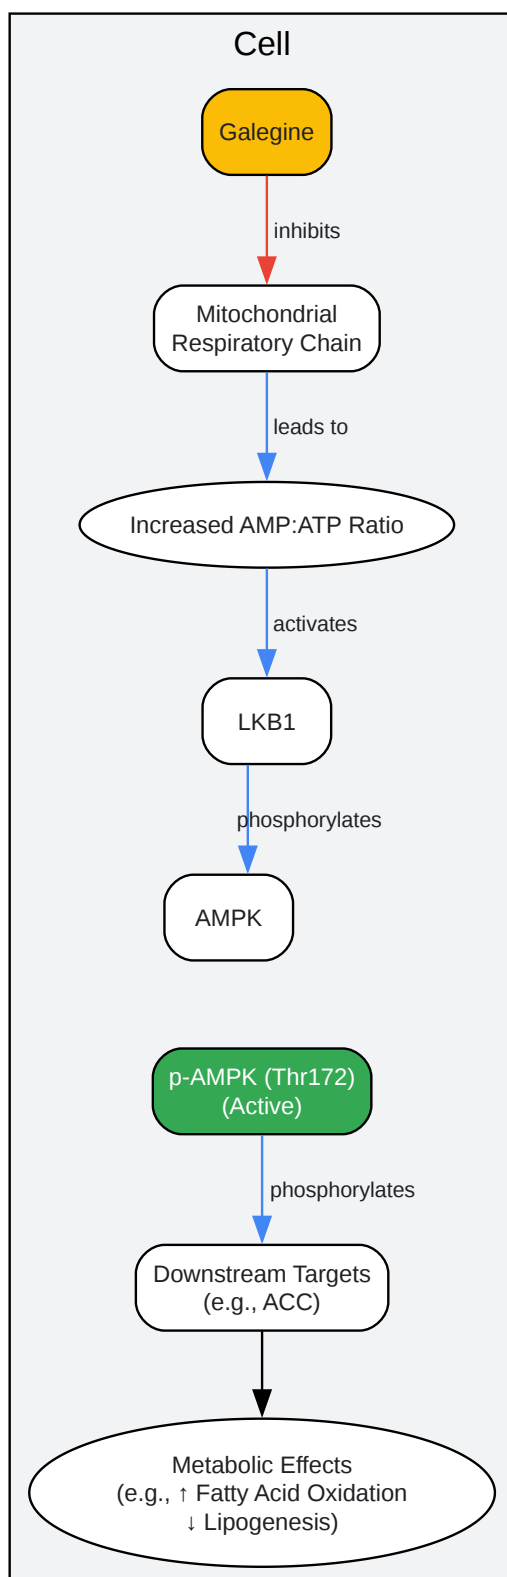 Cell
Galegine
inhibits
Mitochondrial
Respiratory Chain
leads to
Increased AMP:ATP Ratio
activates
LKB1
phosphorylates
AMPK
p-AMPK (Thr172)
(Active)
phosphorylates
Downstream Targets
(e.g., ACC)
Metabolic Effects
(e.g., ↑ Fatty Acid Oxidation
↓ Lipogenesis)